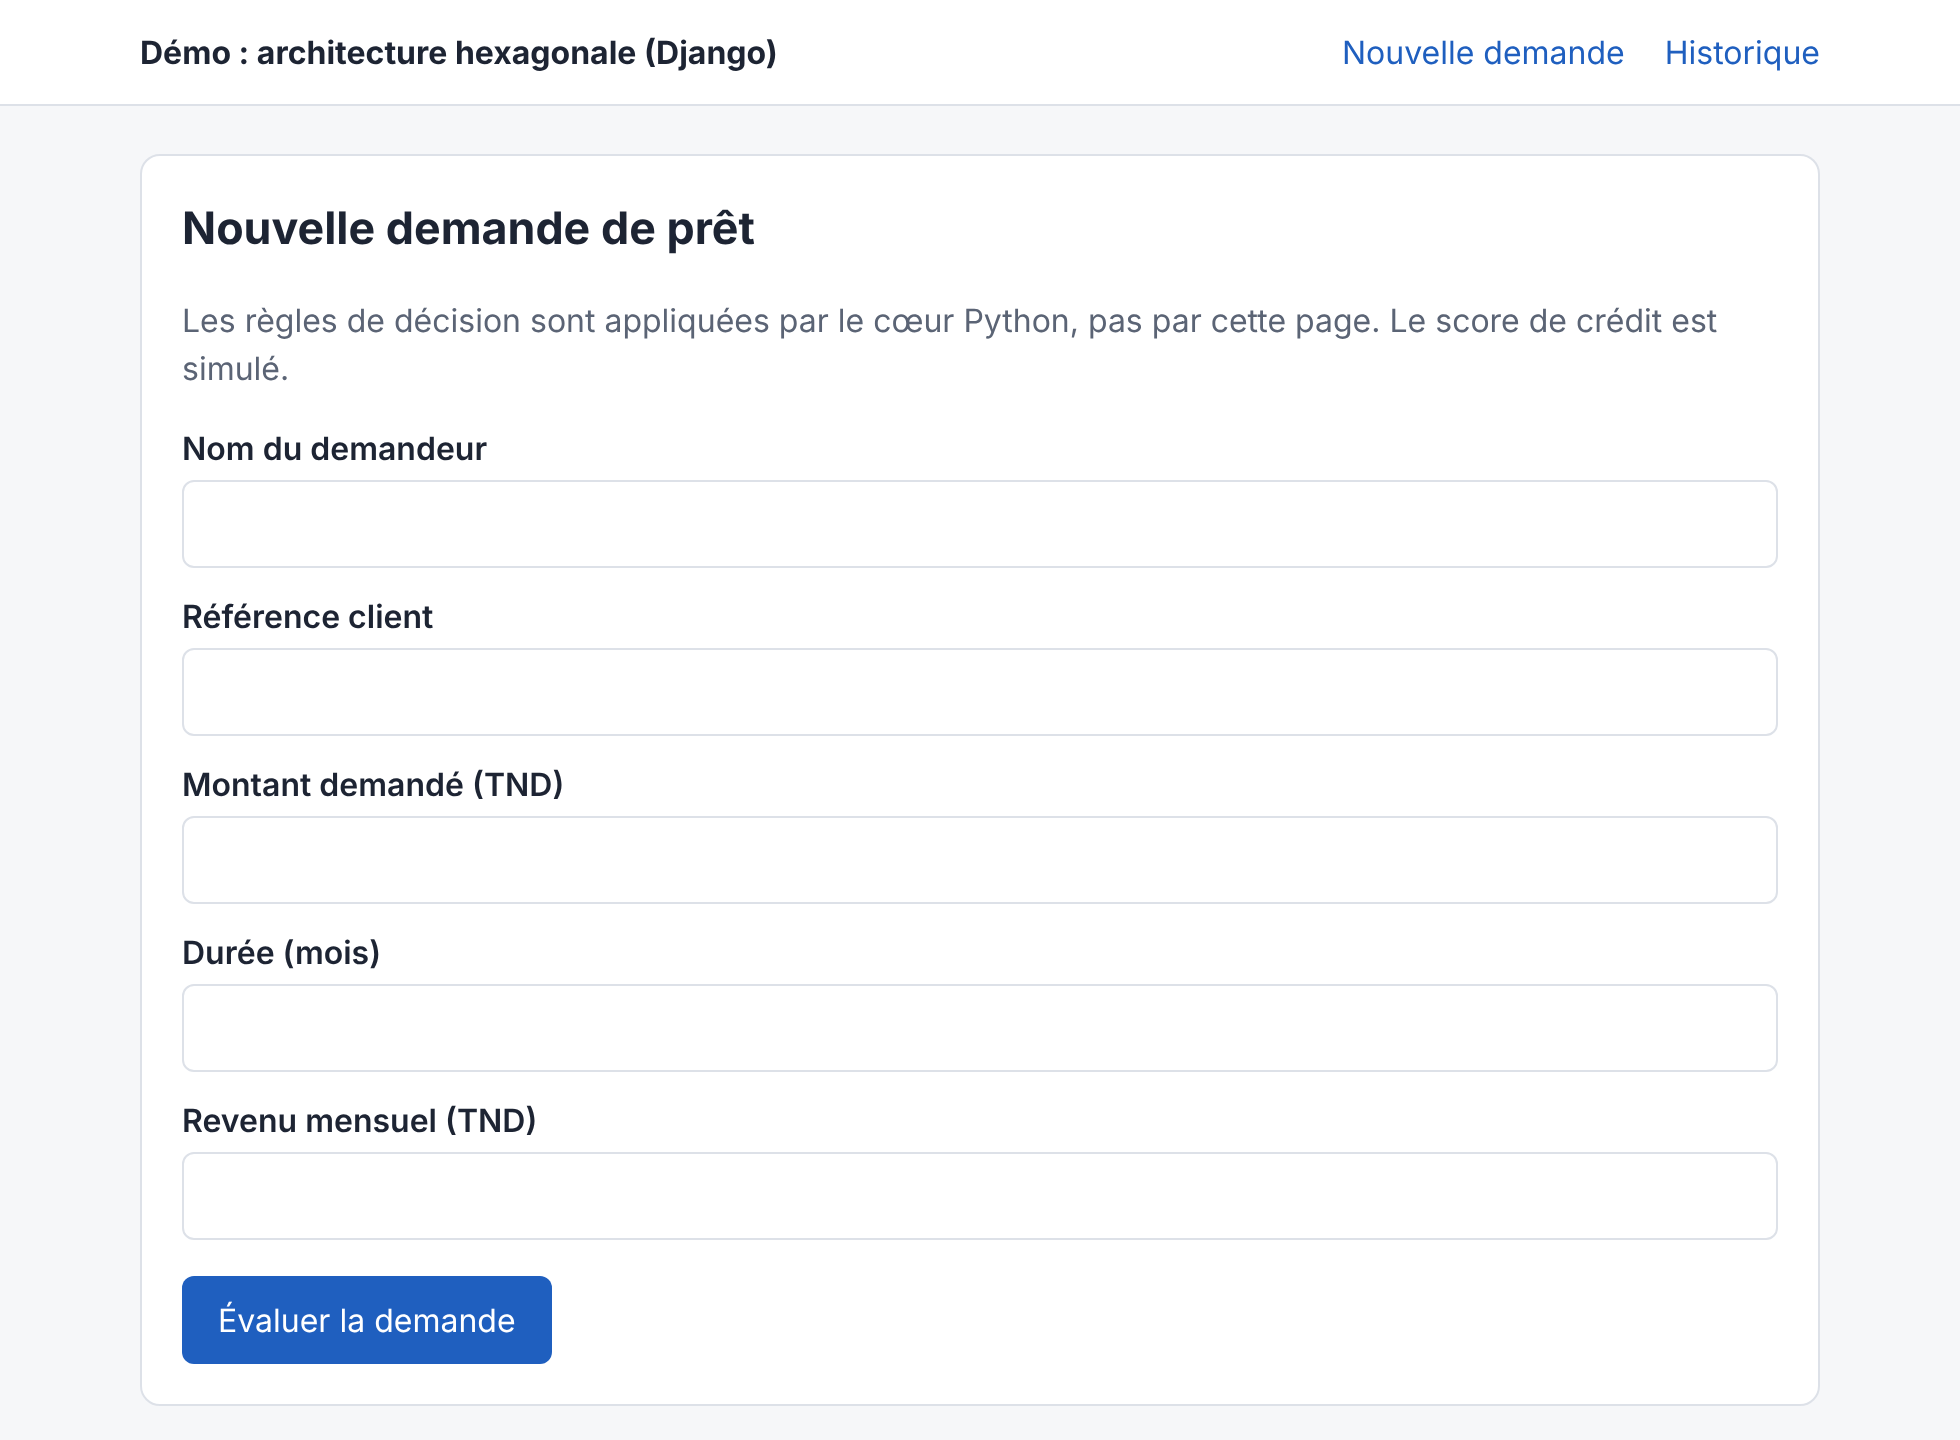 Démo : architecture hexagonale (Django)
Nouvelle demande
Historique
Nouvelle demande de prêt
Les règles de décision sont appliquées par le cœur Python, pas par cette page. Le score de crédit est
simulé.
Nom du demandeur
Référence client
Montant demandé (TND)
Durée (mois)
Revenu mensuel (TND)
Évaluer la demande